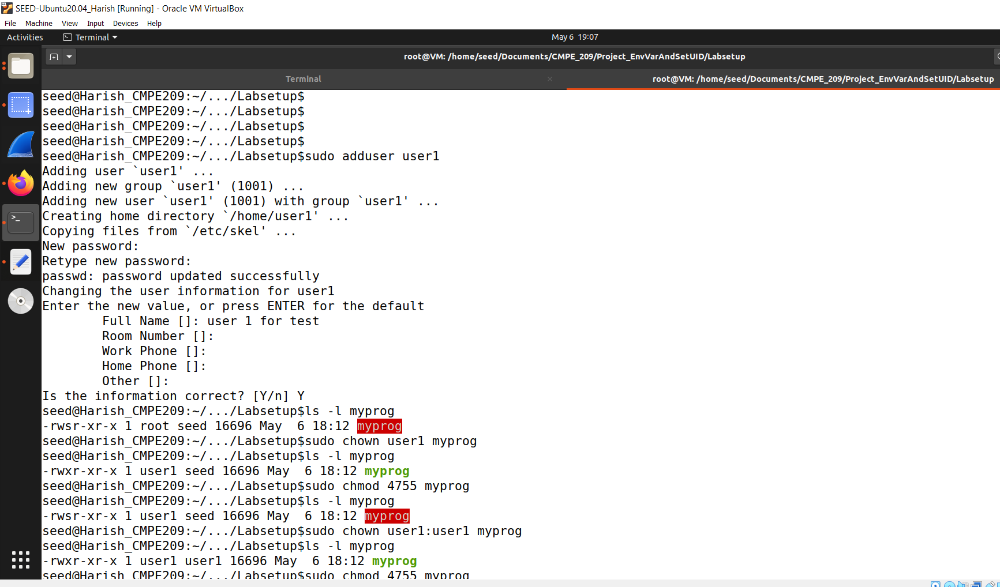 SEED-Ubuntu20.04_Harish [Running] - Oracle VM VirtualBox
File Machine View Input Devices Help
Activities Terminal May 6 19:07
root@VM: /home/seed/Documents/CMPE_209/Project_EnvVarAndSetUID/Labsetup
Terminal × root@VM: /home/seed/Documents/CMPE_209/Project_EnvVarAndSetUID/Labsetup
seed@Harish_CMPE209:~/.../Labsetup$
seed@Harish_CMPE209:~/.../Labsetup$
seed@Harish_CMPE209:~/.../Labsetup$
seed@Harish_CMPE209:~/.../Labsetup$
seed@Harish_CMPE209:~/.../Labsetup$sudo adduser user1
Adding user `user1' ...
Adding new group `user1' (1001) ...
Adding new user `user1' (1001) with group `user1' ...
Creating home directory `/home/user1' ...
Copying files from `/etc/skel' ...
New password:
Retype new password:
passwd: password updated successfully
Changing the user information for user1
Enter the new value, or press ENTER for the default
Full Name []: user 1 for test
Room Number []:
Work Phone []:
Home Phone []:
Other []:
Is the information correct? [Y/n] Y
seed@Harish_CMPE209:~/.../Labsetup$ls -l myprog
-rwsr-xr-x 1 root seed 16696 May  6 18:12 myprog
seed@Harish_CMPE209:~/.../Labsetup$sudo chown user1 myprog
seed@Harish_CMPE209:~/.../Labsetup$ls -l myprog
-rwxr-xr-x 1 user1 seed 16696 May  6 18:12 myprog
seed@Harish_CMPE209:~/.../Labsetup$sudo chmod 4755 myprog
seed@Harish_CMPE209:~/.../Labsetup$ls -l myprog
-rwsr-xr-x 1 user1 seed 16696 May  6 18:12 myprog
seed@Harish_CMPE209:~/.../Labsetup$sudo chown user1:user1 myprog
seed@Harish_CMPE209:~/.../Labsetup$ls -l myprog
-rwxr-xr-x 1 user1 user1 16696 May  6 18:12 myprog
seed@Harish_CMPE209:~/.../Labsetup$sudo chmod 4755 myprog